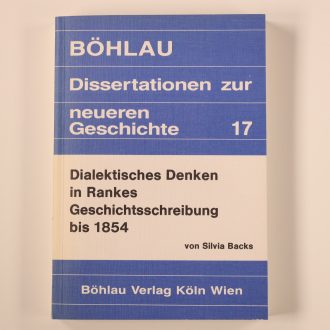 BÖHLAU
Dissertationen zur
neueren
Geschichte 17
Dialektisches Denken
in Rankes
Geschichtsschreibung
bis 1854
von Silvia Backs
Böhlau Verlag Köln Wien